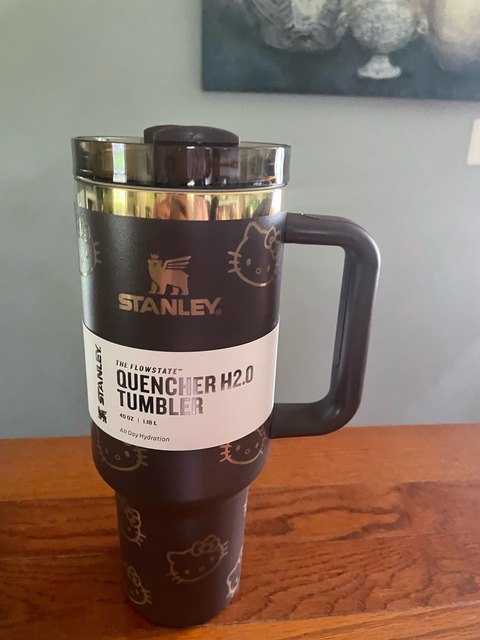 STANLEY®
STANLEY.
THE FLOWSTATE™
QUENCHER H2.0
TUMBLER
40 OZ | 1.18 L
All Day Hydration